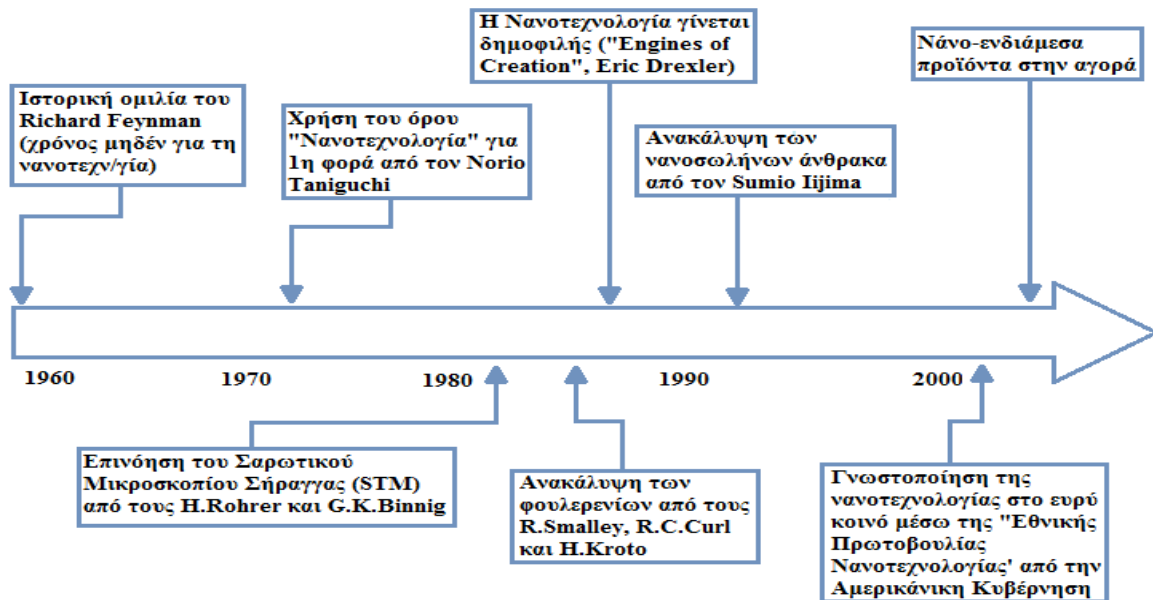 Η Νανοτεχνολογία γίνεται
δημοφιλής ("Engines of
Creation", Eric Drexler)
Νάνο-ενδιάμεσα
προϊόντα στην αγορά
Ιστορική ομιλία του
Richard Feynman
(χρόνος μηδέν για τη
νανοτεχν/γία)
Χρήση του όρου
"Νανοτεχνολογία" για
1η φορά από τον Norio
Taniguchi
Ανακάλυψη των
νανοσωλήνων άνθρακα
από τον Sumio Iijima
1960 1970 1980 1990 2000
Επινόηση του Σαρωτικού
Μικροσκοπίου Σήραγγας (STM)
από τους H.Rohrer και G.K.Binnig
Ανακάλυψη των
φουλερενίων από τους
R.Smalley, R.C.Curl
και H.Kroto
Γνωστοποίηση της
νανοτεχνολογίας στο ευρύ
κοινό μέσω της "Εθνικής
Πρωτοβουλίας
Νανοτεχνολογίας' από την
Αμερικάνικη Κυβέρνηση